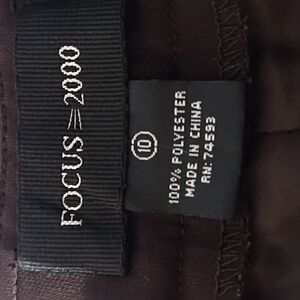 FOCUS 2000
10
100% POLYESTER
MADE IN CHINA
RN: 74593